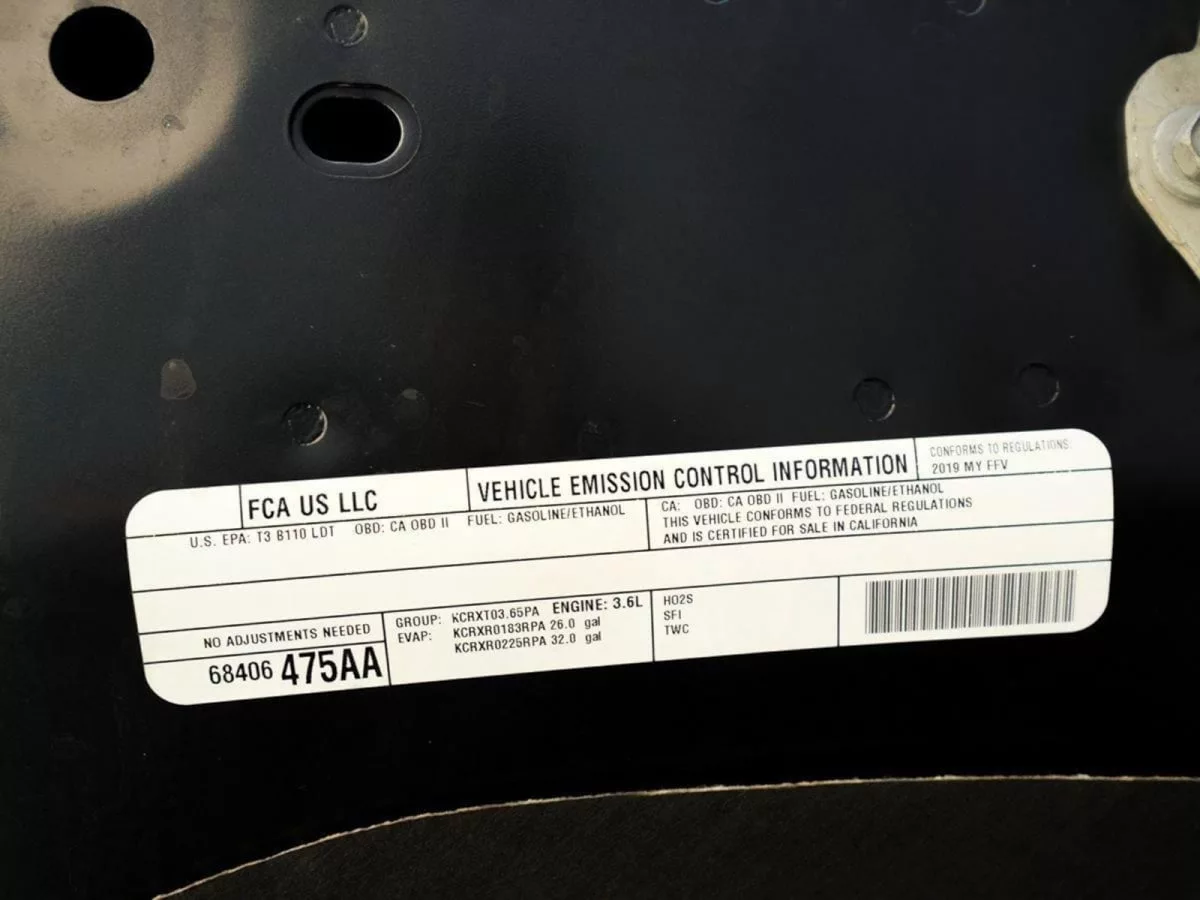 FCA US LLC
VEHICLE EMISSION CONTROL INFORMATION
CONFORMS TO REGULATIONS:
2019 MY FFV
U.S. EPA: T3 B110 LDT OBD: CA OBD II FUEL: GASOLINE/ETHANOL
CA: OBD: CA OBD II FUEL: GASOLINE/ETHANOL
THIS VEHICLE CONFORMS TO FEDERAL REGULATIONS
AND IS CERTIFIED FOR SALE IN CALIFORNIA
NO ADJUSTMENTS NEEDED
68406 475AA
GROUP: KCRXT03.65PA ENGINE: 3.6L
EVAP: KCRXR0183RPA 26.0 gal
KCRXR0225RPA 32.0 gal
HO2S
SFI
TWC